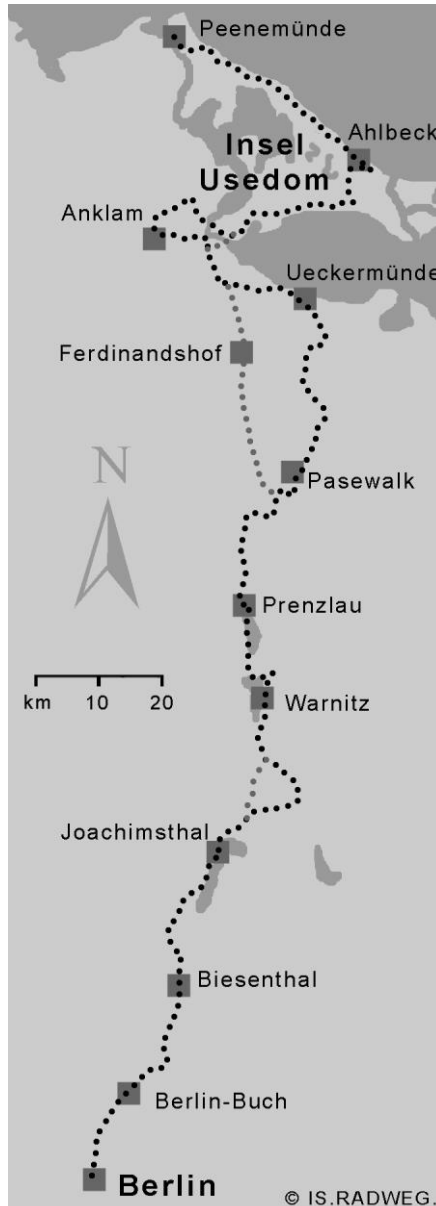 Peenemünde
Ahlbeck
Insel
Usedom
Anklam
Ueckermünde
Ferdinandshof
N
Pasewalk
Prenzlau
km 10 20
Warnitz
Joachimsthal
Biesenthal
Berlin-Buch
Berlin
© IS.RADWEG.